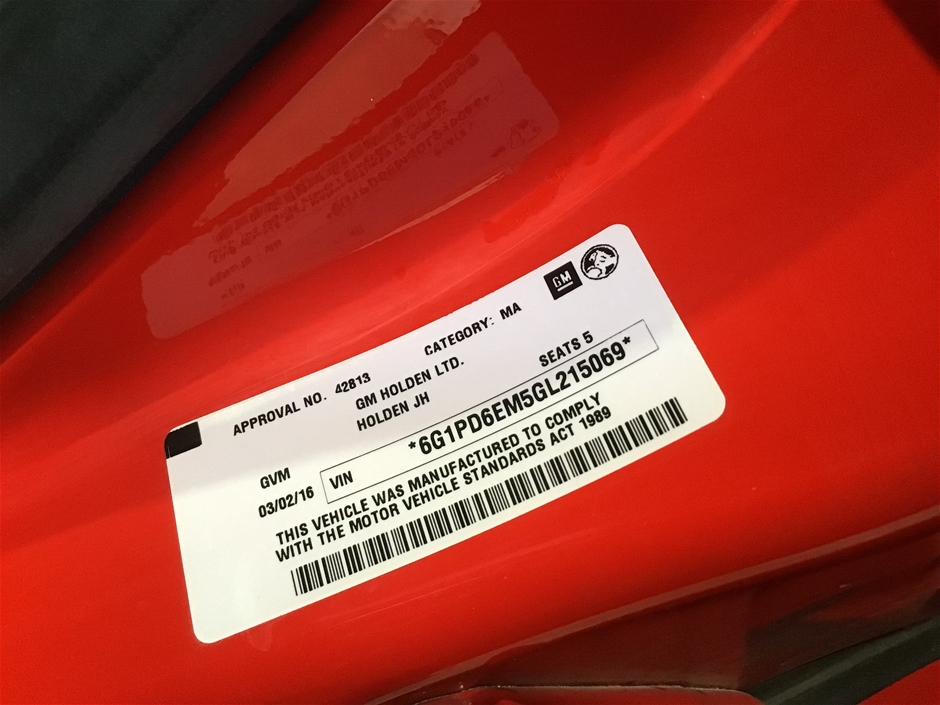 GM
APPROVAL NO. 42813 CATEGORY: MA
GM HOLDEN LTD.
HOLDEN JH SEATS 5
GVM
03/02/16
VIN *6G1PD6EM5GL215069*
THIS VEHICLE WAS MANUFACTURED TO COMPLY
WITH THE MOTOR VEHICLE STANDARDS ACT 1989